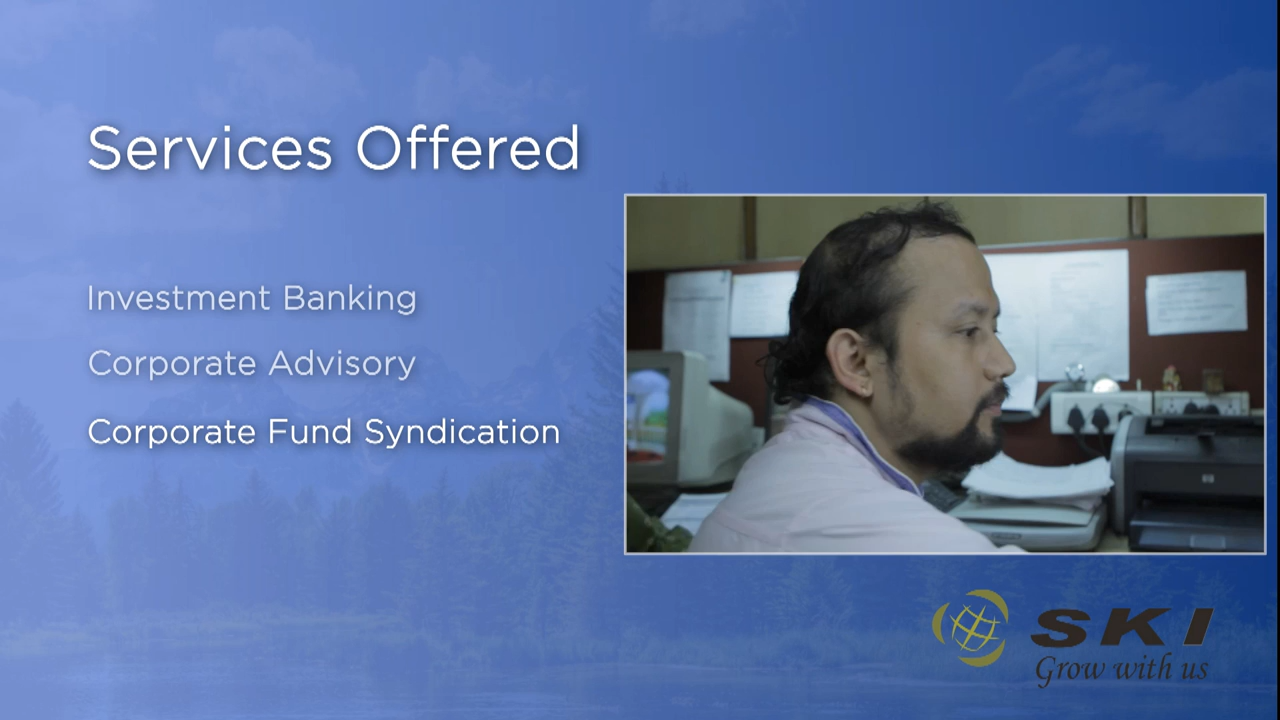 Services Offered
Investment Banking
Corporate Advisory
Corporate Fund Syndication
SKI
Grow with us